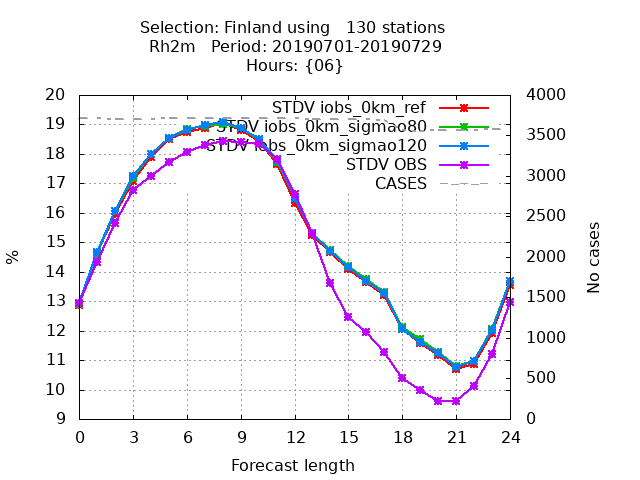 Selection: Finland using 130 stations
Rh2m Period: 20190701-20190729
Hours: {06}
20
19
18
17
16
15
14
13
12
11
10
9
%
STDV iobs_0km_ref
STDV iobs_0km_sigmao80
STDV iobs_0km_sigmao120
STDV OBS
CASES
4000
3500
3000
2500
2000
1500
1000
500
0
No cases
0 3 6 9 12 15 18 21 24
Forecast length